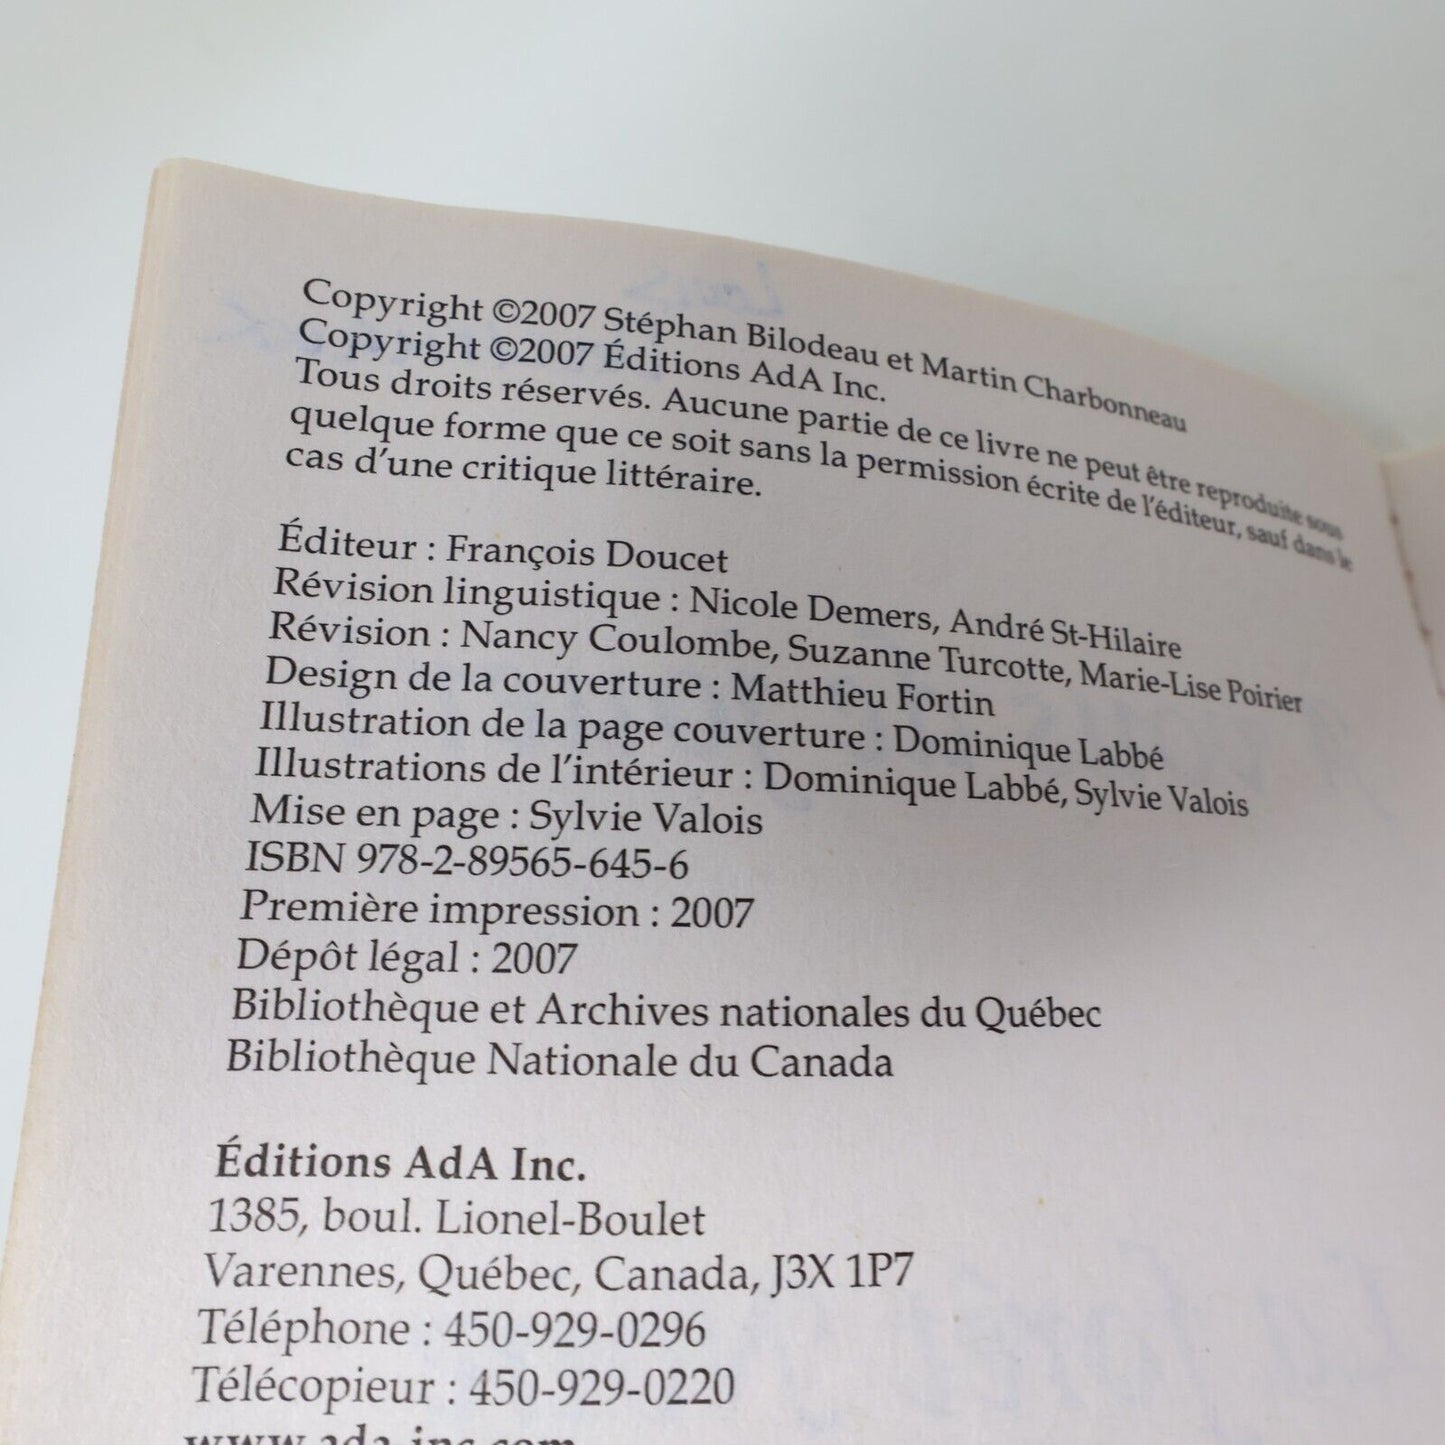 Copyright ©2007 Stéphan Bilodeau et Martin Charbonneau
Copyright ©2007 Éditions AdA Inc.
Tous droits réservés. Aucune partie de ce livre ne peut être reproduite sous
quelque forme que ce soit sans la permission écrite de l'éditeur, sauf dans le
cas d'une critique littéraire.
Éditeur : François Doucet
Révision linguistique : Nicole Demers, André St-Hilaire
Révision : Nancy Coulombe, Suzanne Turcotte, Marie-Lise Poirier
Design de la couverture : Matthieu Fortin
Illustration de la page couverture : Dominique Labbé
Illustrations de l'intérieur : Dominique Labbé, Sylvie Valois
Mise en page : Sylvie Valois
ISBN 978-2-89565-645-6
Première impression : 2007
Dépôt légal : 2007
Bibliothèque et Archives nationales du Québec
Bibliothèque Nationale du Canada
Éditions AdA Inc.
1385, boul. Lionel-Boulet
Varennes, Québec, Canada, J3X 1P7
Téléphone : 450-929-0296
Télécopieur : 450-929-0220
www.ada-inc.com